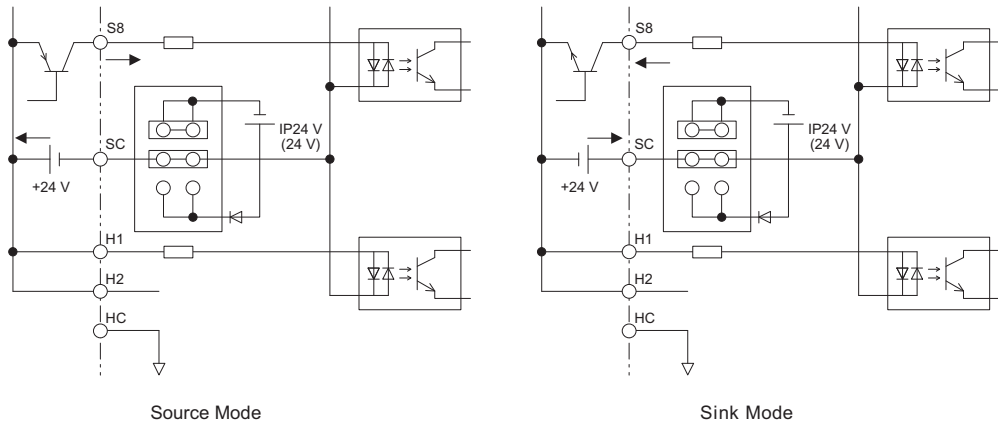 S8
IP24 V
(24 V)
SC
+24 V
H1
H2
HC
Source Mode
S8
IP24 V
(24 V)
SC
+24 V
H1
H2
HC
Sink Mode